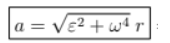 a = √(ε² + ω⁴) r